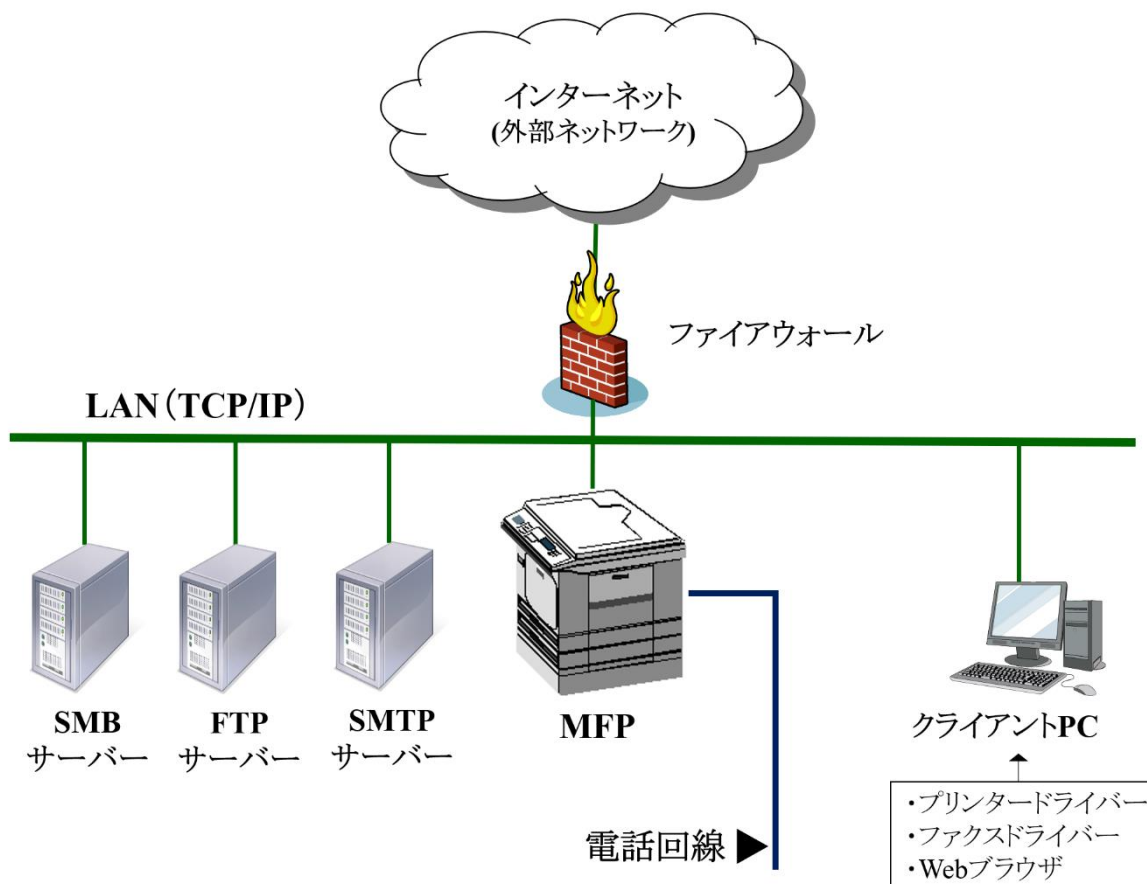 インターネット
(外部ネットワーク)
ファイアウォール
LAN（TCP/IP）
SMB
サーバー
FTP
サーバー
SMTP
サーバー
MFP
クライアントPC
・プリンタードライバー
・ファクスドライバー
・Webブラウザ
電話回線 ▶